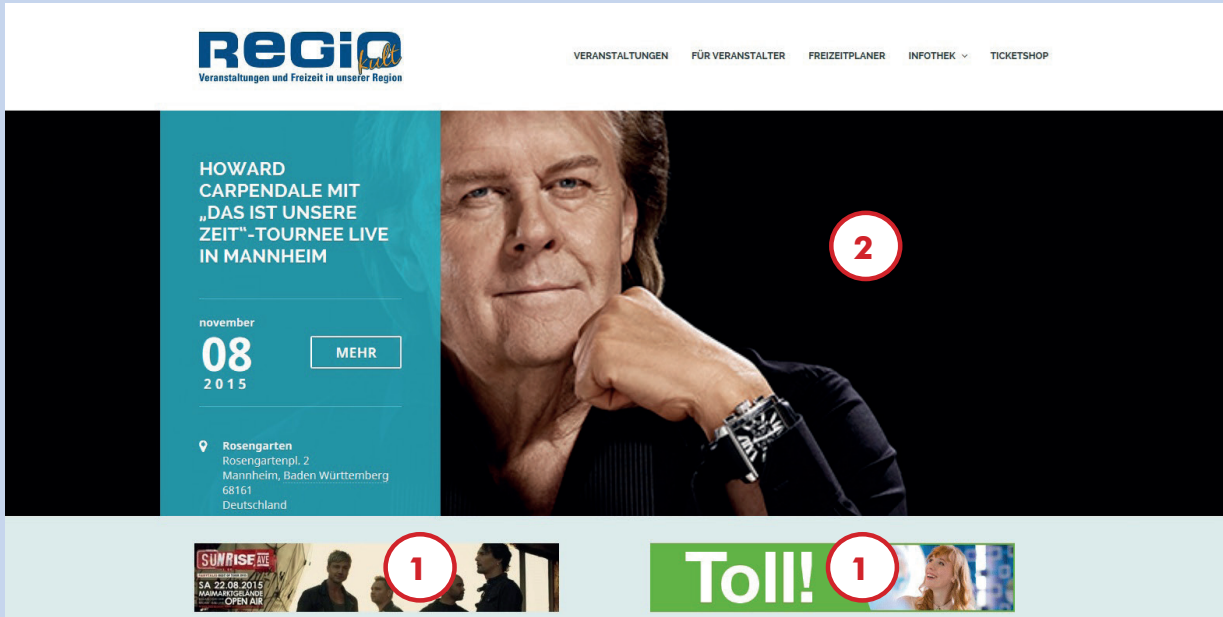 Regio
kult
Veranstaltungen und Freizeit in unserer Region
VERANSTALTUNGEN FÜR VERANSTALTER FREIZEITPLANER INFOTHEK TICKETSHOP
HOWARD
CARPENDALE MIT
„DAS IST UNSERE
ZEIT“-TOURNEE LIVE
IN MANNHEIM
november
08
2015
MEHR
Rosengarten
Rosengartenpl. 2
Mannheim, Baden Württemberg
68161
Deutschland
2
SUNRISE AVE
SA 22.08.2015
MAIMARKTGELÄNDE
OPEN AIR
1
Toll!
1